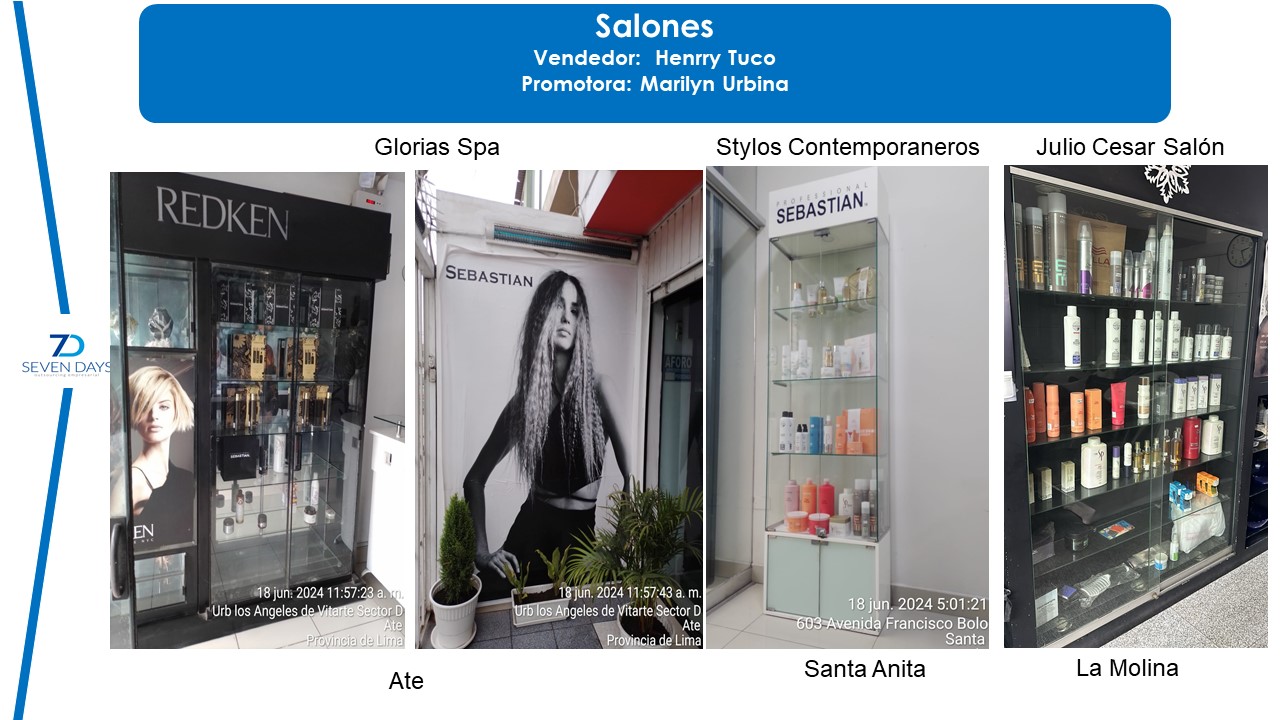 Salones
Vendedor: Henrry Tuco
Promotora: Marilyn Urbina
Glorias Spa
Stylos Contemporaneros
Julio Cesar Salón
REDKEN
SEBASTIAN
EN
18 jun. 2024 11:57:23 a. m.
Urb los Angeles de Vitarte Sector D
Ate
Provincia de Lima
SEBASTIAN
AFORO
18 jun. 2024 11:57:43 a. m.
Urb los Angeles de Vitarte Sector D
Ate
Provincia de Lima
PROFESSIONAL
SEBASTIAN
18 jun. 2024 5:01:21
603 Avenida Francisco Bolo
Santa
7D
SEVEN DAYS
Ate
Santa Anita
La Molina